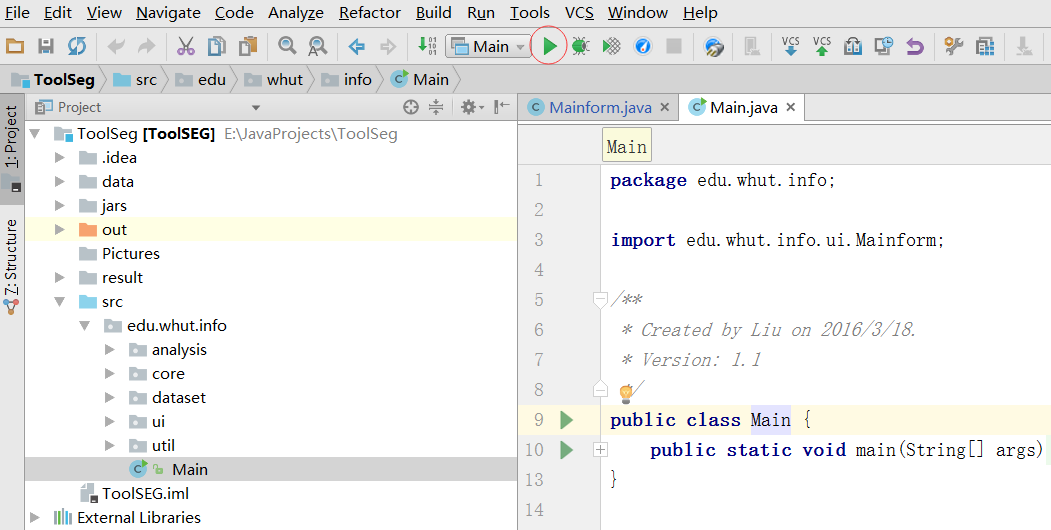 File Edit View Navigate Code Analyze Refactor Build Run Tools VCS Window Help
Main VCS VCS
ToolSeg src edu whut info Main
1: Project
Z: Structure
Project
ToolSeg [ToolSEG] E:\JavaProjects\ToolSeg
.idea
data
jars
out
Pictures
result
src
edu.whut.info
analysis
core
dataset
ui
util
Main
ToolSEG.iml
External Libraries
Mainform.java Main.java
Main
1 package edu.whut.info;
2
3 import edu.whut.info.ui.Mainform;
4
5 /**
6 * Created by Liu on 2016/3/18.
7 * Version: 1.1
8 /
9 public class Main {
10 public static void main(String[] args)
13 }
14